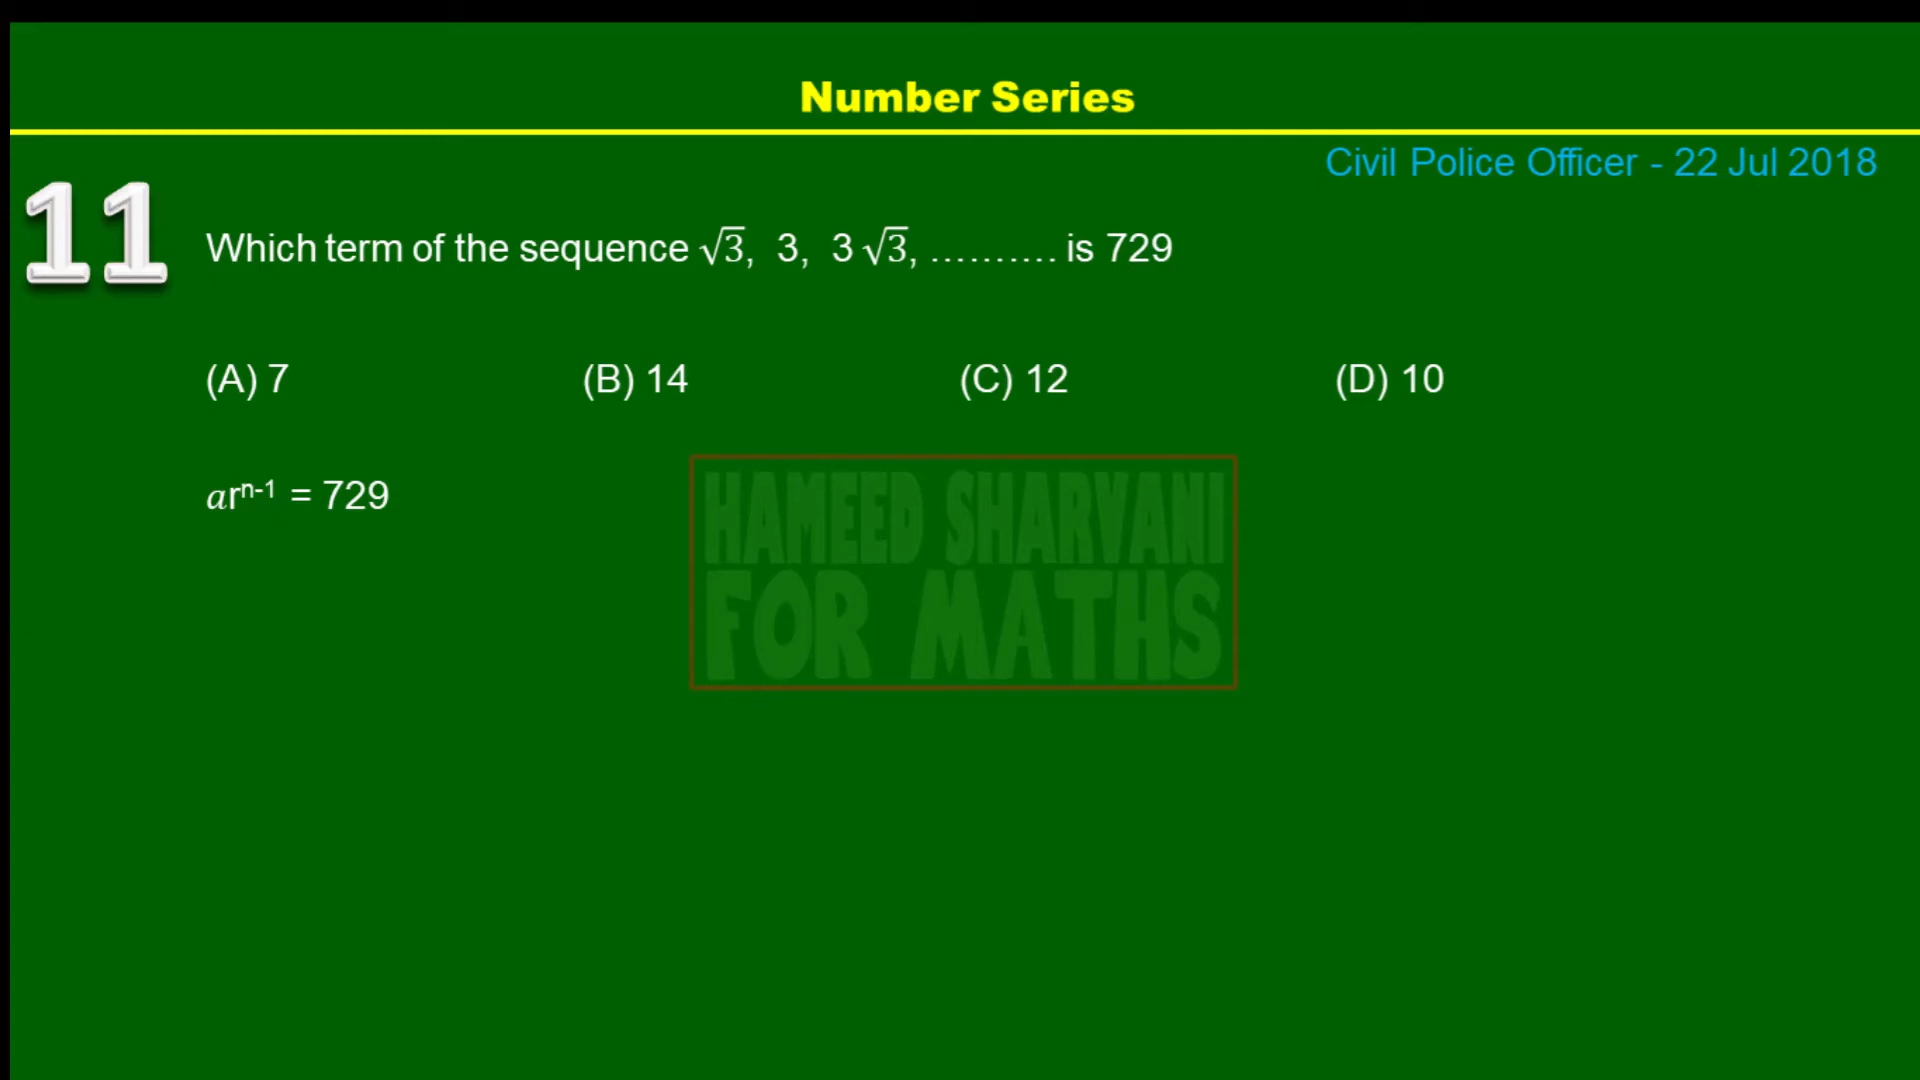 Number Series
Civil Police Officer - 22 Jul 2018
11
Which term of the sequence √3, 3, 3 √3, .......... is 729
(A) 7 (B) 14 (C) 12 (D) 10
arⁿ⁻¹ = 729
HAMEED SHARVANI
FOR MATHS